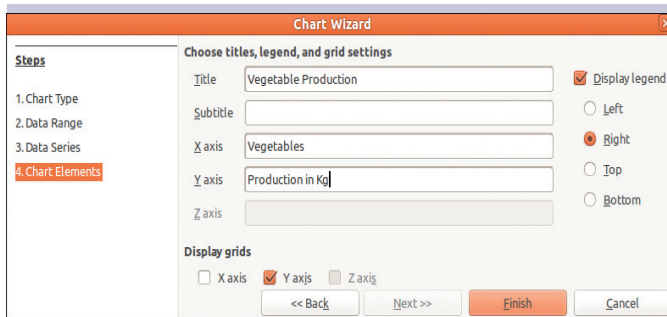 Chart Wizard
Steps
1. Chart Type
2. Data Range
3. Data Series
4. Chart Elements
Choose titles, legend, and grid settings
Title Vegetable Production
Subtitle
X axis Vegetables
Y axis Production in Kg
Z axis
Display legend
Left
Right
Top
Bottom
Display grids
X axis Y axis Z axis
<< Back Next >> Finish Cancel